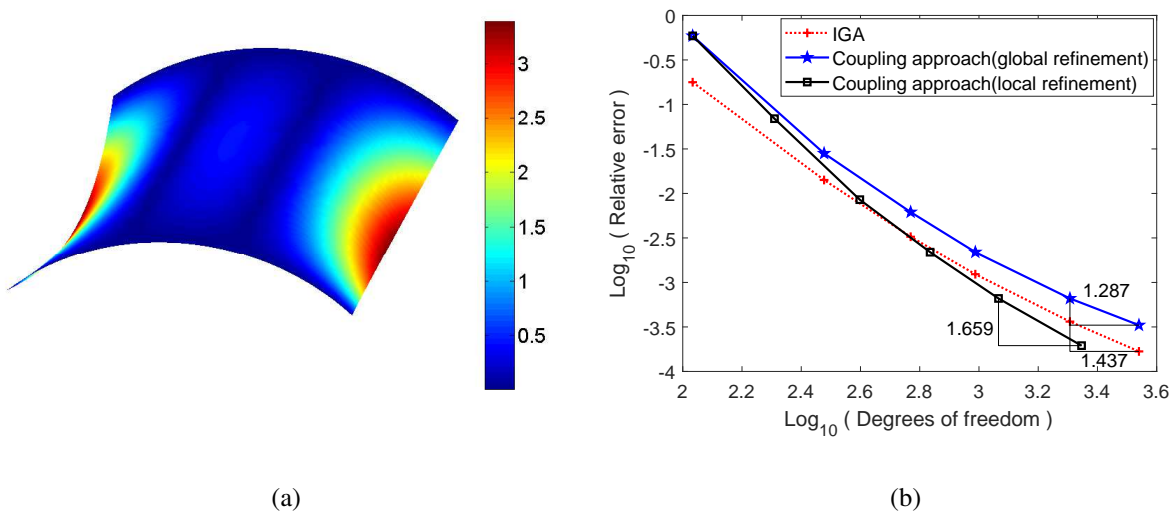 3
2.5
2
1.5
1
0.5
(a)
0
-0.5
-1
-1.5
-2
-2.5
-3
-3.5
-4
Log10 ( Relative error )
IGA
Coupling approach(global refinement)
Coupling approach(local refinement)
1.287
1.659
1.437
2 2.2 2.4 2.6 2.8 3 3.2 3.4 3.6
Log10 ( Degrees of freedom )
(b)